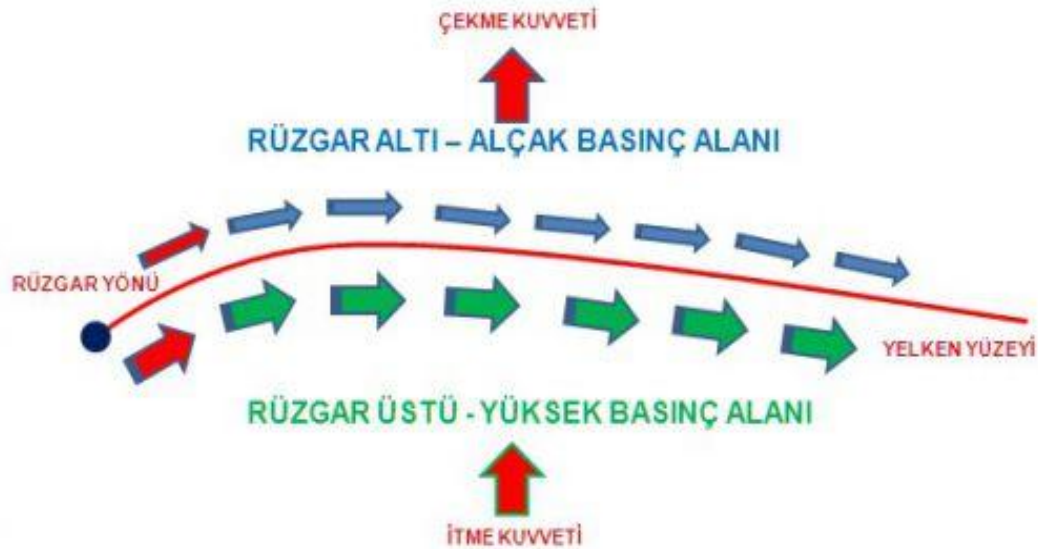 ÇEKME KUVVETİ
RÜZGAR ALTI – ALÇAK BASINÇ ALANI
RÜZGAR YÖNÜ
YELKEN YÜZEYİ
RÜZGAR ÜSTÜ - YÜKSEK BASINÇ ALANI
İTME KUVVETİ